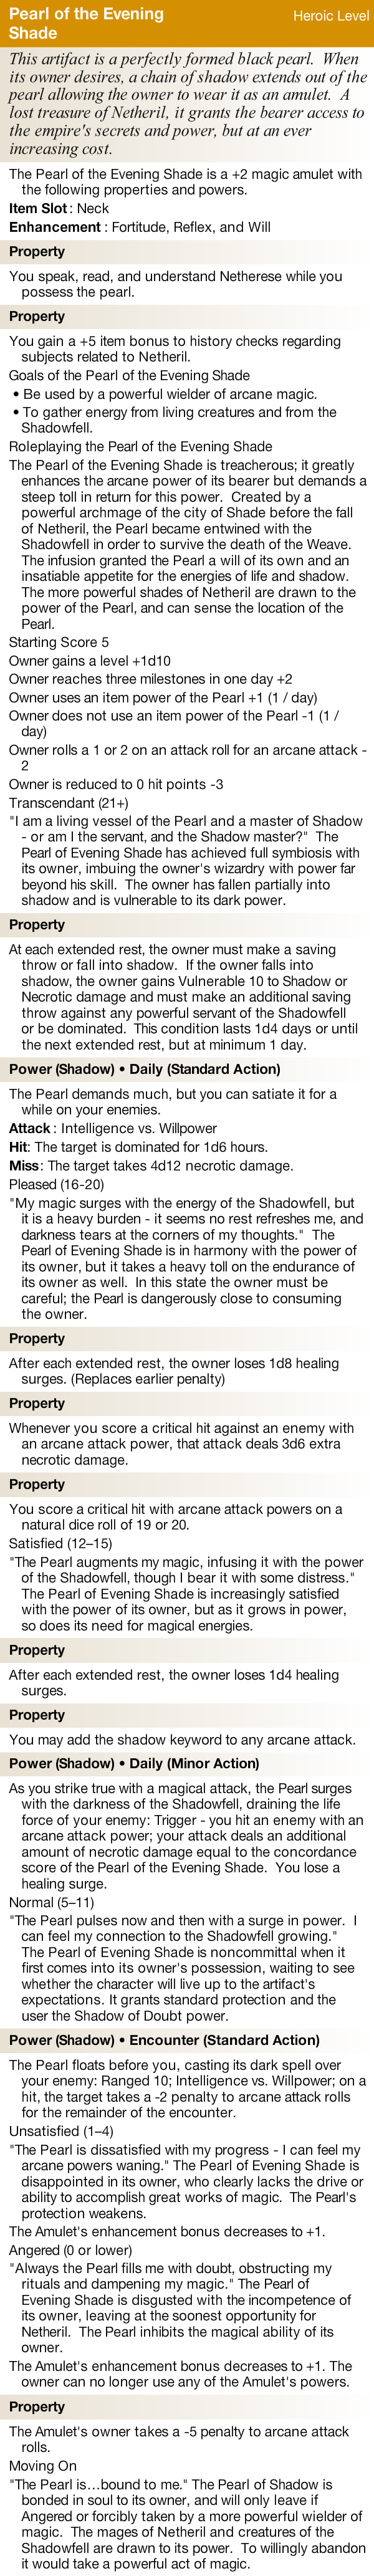 Pearl of the Evening
Shade
Heroic Level
This artifact is a perfectly formed black pearl. When
its owner desires, a chain of shadow extends out of the
pearl allowing the owner to wear it as an amulet. A
lost treasure of Netheril, it grants the bearer access to
the empire's secrets and power, but at an ever
increasing cost.
The Pearl of the Evening Shade is a +2 magic amulet with
the following properties and powers.
Item Slot : Neck
Enhancement : Fortitude, Reflex, and Will
Property
You speak, read, and understand Netherese while you
possess the pearl.
Property
You gain a +5 item bonus to history checks regarding
subjects related to Netheril.
Goals of the Pearl of the Evening Shade
• Be used by a powerful wielder of arcane magic.
• To gather energy from living creatures and from the
Shadowfell.
Roleplaying the Pearl of the Evening Shade
The Pearl of the Evening Shade is treacherous; it greatly
enhances the arcane power of its bearer but demands a
steep toll in return for this power. Created by a
powerful archmage of the city of Shade before the fall
of Netheril, the Pearl became entwined with the
Shadowfell in order to survive the death of the Weave.
The infusion granted the Pearl a will of its own and an
insatiable appetite for the energies of life and shadow.
The more powerful shades of Netheril are drawn to the
power of the Pearl, and can sense the location of the
Pearl.
Starting Score 5
Owner gains a level +1d10
Owner reaches three milestones in one day +2
Owner uses an item power of the Pearl +1 (1 / day)
Owner does not use an item power of the Pearl -1 (1 /
day)
Owner rolls a 1 or 2 on an attack roll for an arcane attack -
2
Owner is reduced to 0 hit points -3
Transcendant (21+)
"I am a living vessel of the Pearl and a master of Shadow
- or am I the servant, and the Shadow master?" The
Pearl of Evening Shade has achieved full symbiosis with
its owner, imbuing the owner's wizardry with power far
beyond his skill. The owner has fallen partially into
shadow and is vulnerable to its dark power.
Property
At each extended rest, the owner must make a saving
throw or fall into shadow. If the owner falls into
shadow, the owner gains Vulnerable 10 to Shadow or
Necrotic damage and must make an additional saving
throw against any powerful servant of the Shadowfell
or be dominated. This condition lasts 1d4 days or until
the next extended rest, but at minimum 1 day.
Power (Shadow) • Daily (Standard Action)
The Pearl demands much, but you can satiate it for a
while on your enemies.
Attack : Intelligence vs. Willpower
Hit: The target is dominated for 1d6 hours.
Miss: The target takes 4d12 necrotic damage.
Pleased (16-20)
"My magic surges with the energy of the Shadowfell, but
it is a heavy burden - it seems no rest refreshes me, and
darkness tears at the corners of my thoughts." The
Pearl of Evening Shade is in harmony with the power of
its owner, but it takes a heavy toll on the endurance of
its owner as well. In this state the owner must be
careful; the Pearl is dangerously close to consuming
the owner.
Property
After each extended rest, the owner loses 1d8 healing
surges. (Replaces earlier penalty)
Property
Whenever you score a critical hit against an enemy with
an arcane attack power, that attack deals 3d6 extra
necrotic damage.
Property
You score a critical hit with arcane attack powers on a
natural dice roll of 19 or 20.
Satisfied (12–15)
"The Pearl augments my magic, infusing it with the power
of the Shadowfell, though I bear it with some distress."
The Pearl of Evening Shade is increasingly satisfied
with the power of its owner, but as it grows in power,
so does its need for magical energies.
Property
After each extended rest, the owner loses 1d4 healing
surges.
Property
You may add the shadow keyword to any arcane attack.
Power (Shadow) • Daily (Minor Action)
As you strike true with a magical attack, the Pearl surges
with the darkness of the Shadowfell, draining the life
force of your enemy: Trigger - you hit an enemy with an
arcane attack power; your attack deals an additional
amount of necrotic damage equal to the concordance
score of the Pearl of the Evening Shade. You lose a
healing surge.
Normal (5–11)
"The Pearl pulses now and then with a surge in power. I
can feel my connection to the Shadowfell growing."
The Pearl of Evening Shade is noncommittal when it
first comes into its owner's possession, waiting to see
whether the character will live up to the artifact's
expectations. It grants standard protection and the
user the Shadow of Doubt power.
Power (Shadow) • Encounter (Standard Action)
The Pearl floats before you, casting its dark spell over
your enemy: Ranged 10; Intelligence vs. Willpower; on a
hit, the target takes a -2 penalty to arcane attack rolls
for the remainder of the encounter.
Unsatisfied (1–4)
"The Pearl is dissatisfied with my progress - I can feel my
arcane powers waning." The Pearl of Evening Shade is
disappointed in its owner, who clearly lacks the drive or
ability to accomplish great works of magic. The Pearl's
protection weakens.
The Amulet's enhancement bonus decreases to +1.
Angered (0 or lower)
"Always the Pearl fills me with doubt, obstructing my
rituals and dampening my magic." The Pearl of
Evening Shade is disgusted with the incompetence of
its owner, leaving at the soonest opportunity for
Netheril. The Pearl inhibits the magical ability of its
owner.
The Amulet's enhancement bonus decreases to +1. The
owner can no longer use any of the Amulet's powers.
Property
The Amulet's owner takes a -5 penalty to arcane attack
rolls.
Moving On
"The Pearl is…bound to me." The Pearl of Shadow is
bonded in soul to its owner, and will only leave if
Angered or forcibly taken by a more powerful wielder of
magic. The mages of Netheril and creatures of the
Shadowfell are drawn to its power. To willingly abandon
it would take a powerful act of magic.